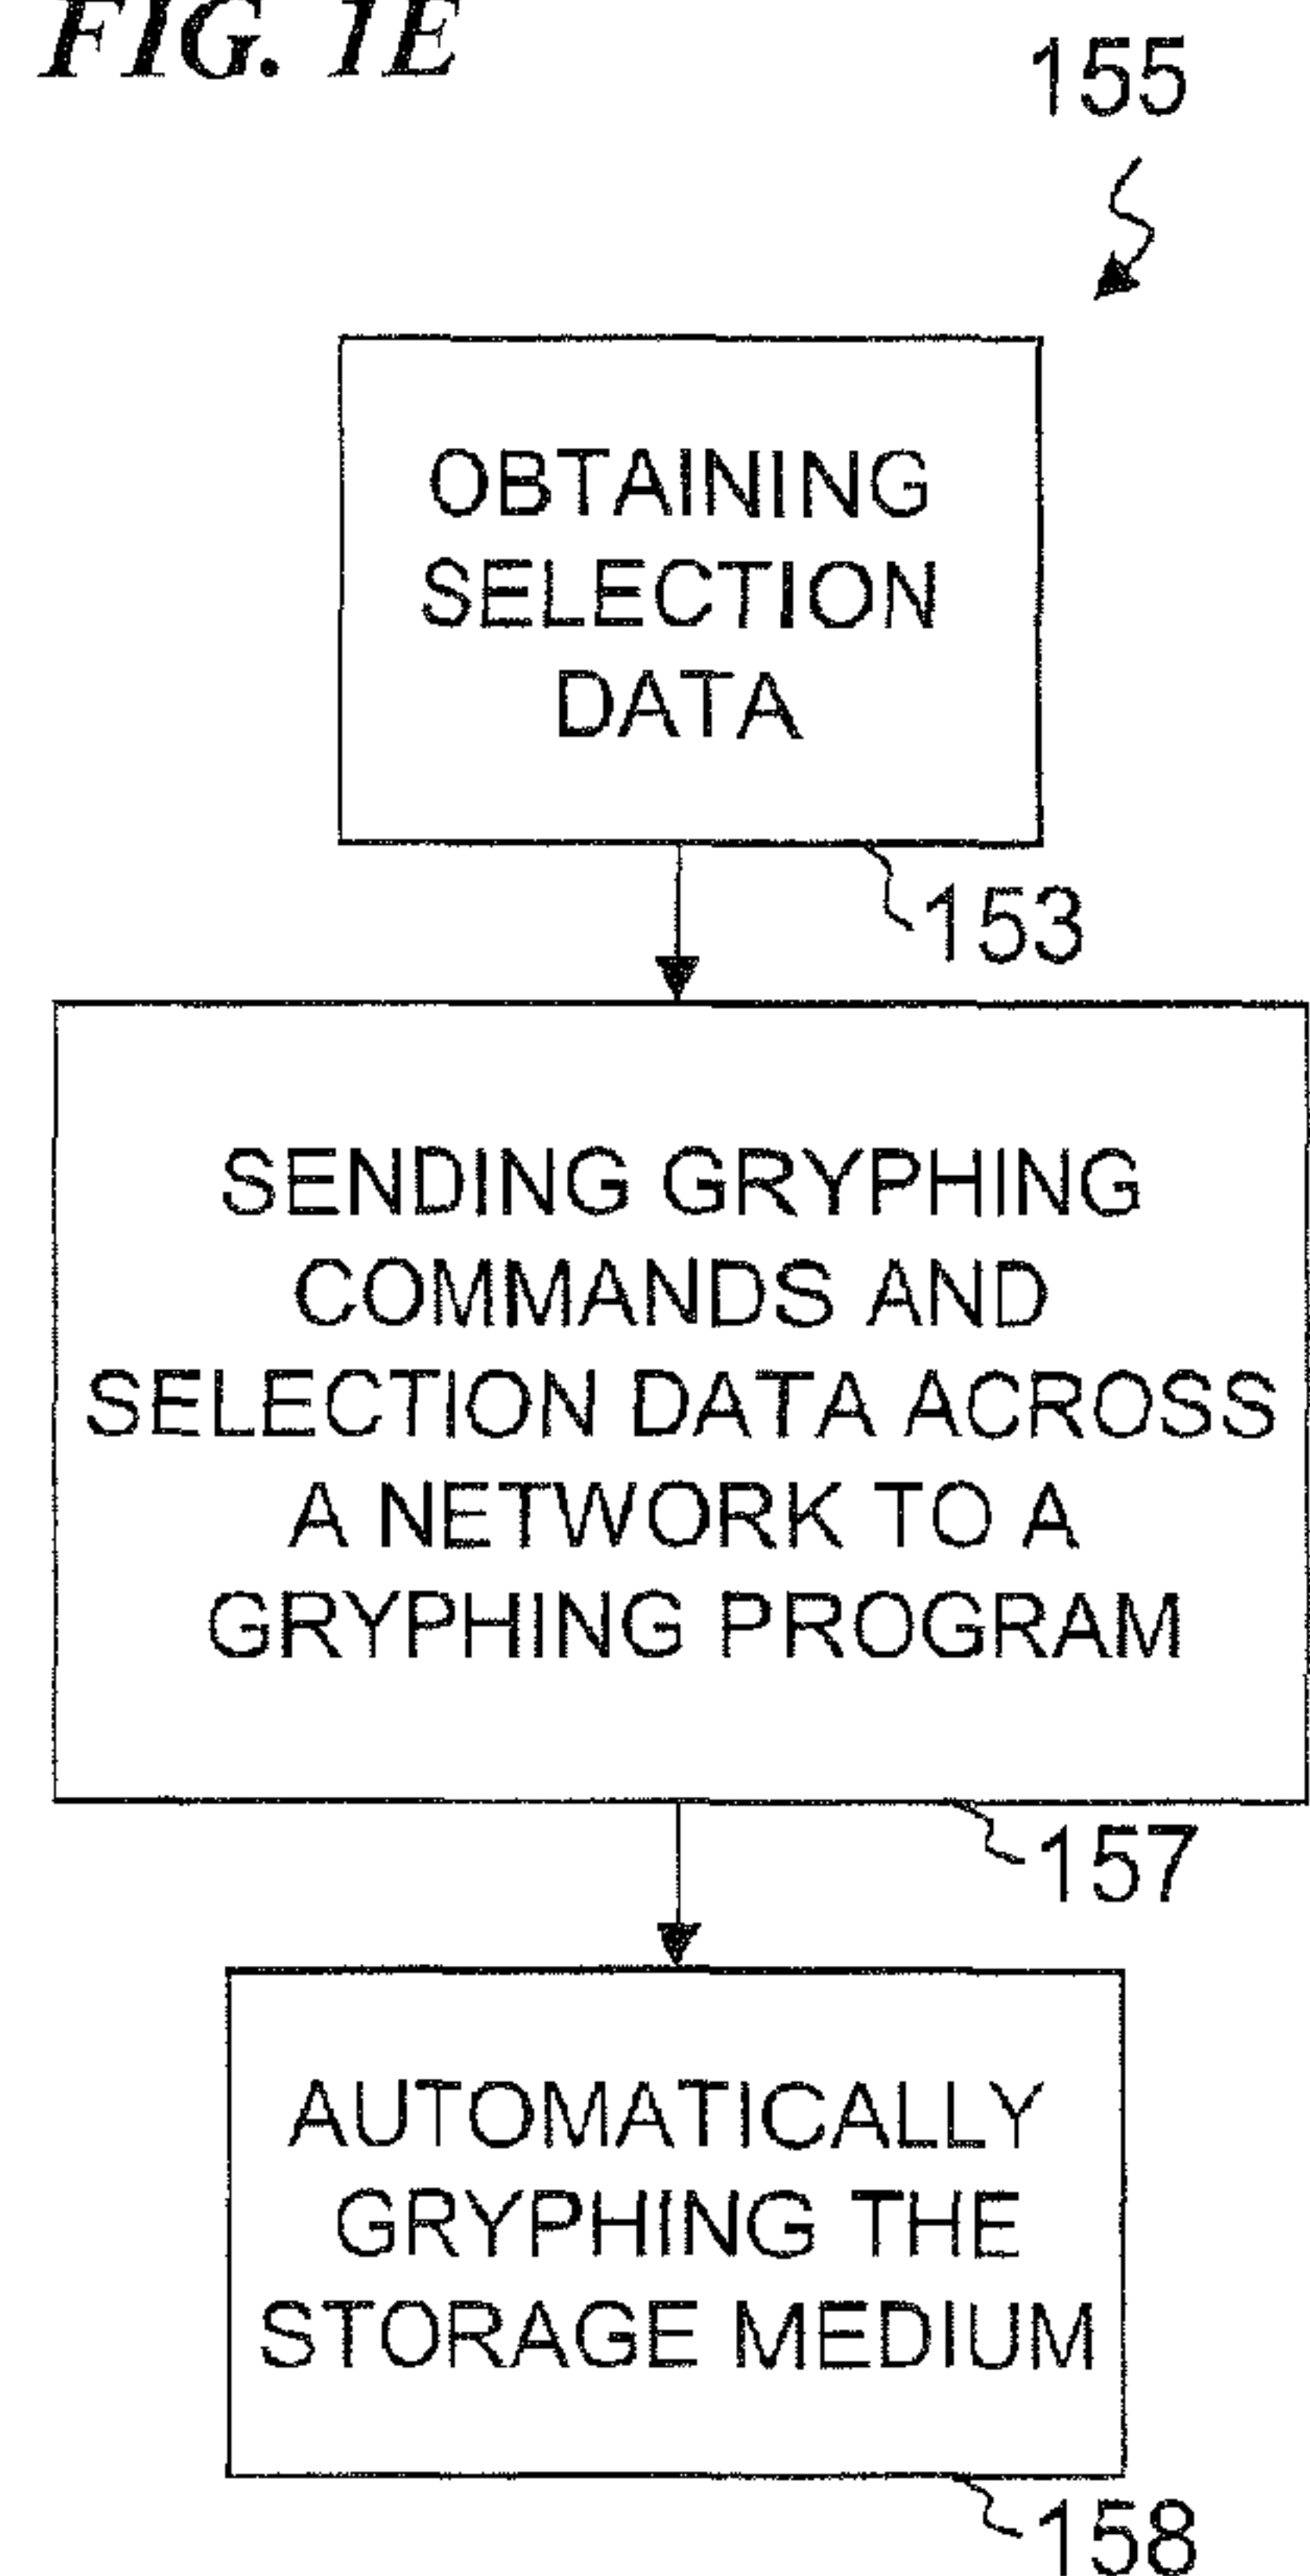 FIG. 1E
155
OBTAINING
SELECTION
DATA
153
SENDING GRYPHING
COMMANDS AND
SELECTION DATA ACROSS
A NETWORK TO A
GRYPHING PROGRAM
157
AUTOMATICALLY
GRYPHING THE
STORAGE MEDIUM
158